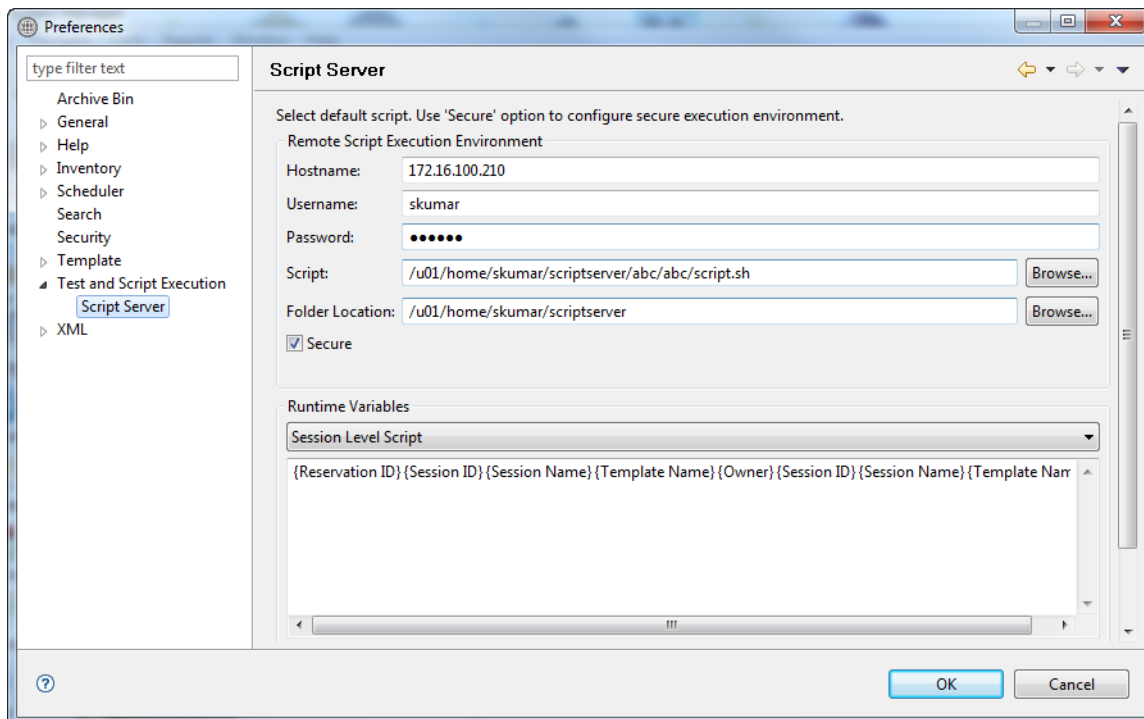 Preferences
type filter text
Archive Bin
General
Help
Inventory
Scheduler
Search
Security
Template
Test and Script Execution
Script Server
XML
Script Server
Select default script. Use 'Secure' option to configure secure execution environment.
Remote Script Execution Environment
Hostname: 172.16.100.210
Username: skumar
Password: ●●●●●●
Script: /u01/home/skumar/scriptserver/abc/abc/script.sh Browse...
Folder Location: /u01/home/skumar/scriptserver Browse...
Secure
Runtime Variables
Session Level Script
{Reservation ID}{Session ID}{Session Name}{Template Name}{Owner}{Session ID}{Session Name}{Template Nam
OK Cancel